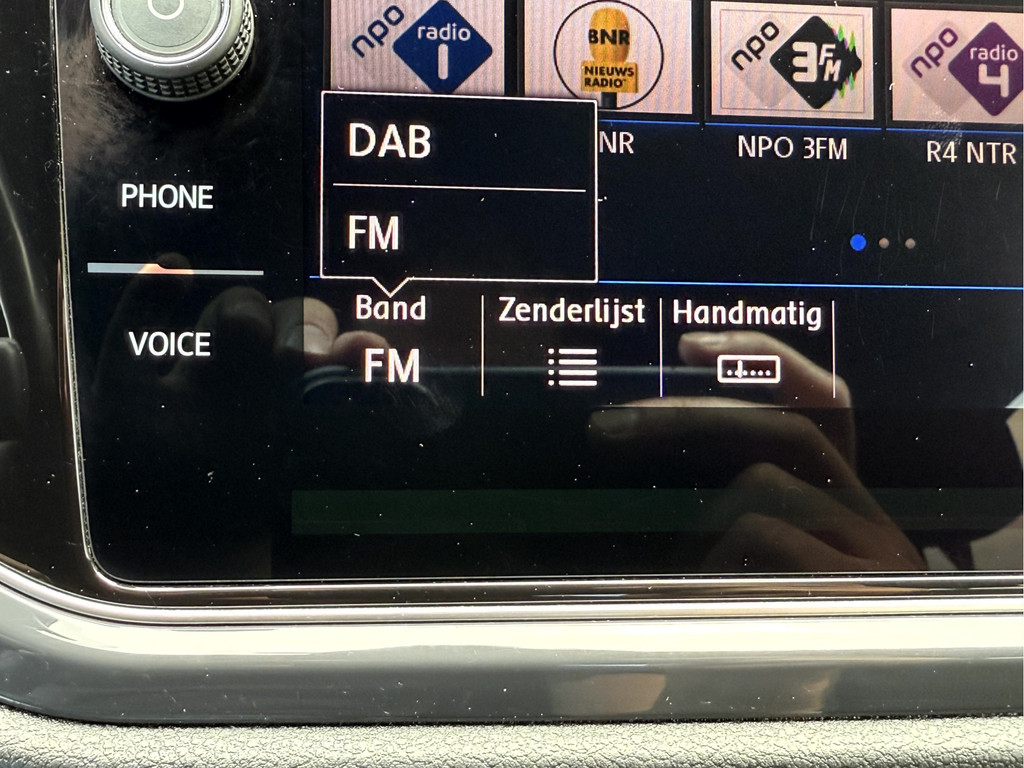 npo radio 1
BNR
NIEUWS
RADIO
npo 3FM
npo radio 4
NR
NPO 3FM
R4 NTR
DAB
FM
PHONE
VOICE
Band
Zenderlijst
Handmatig
FM